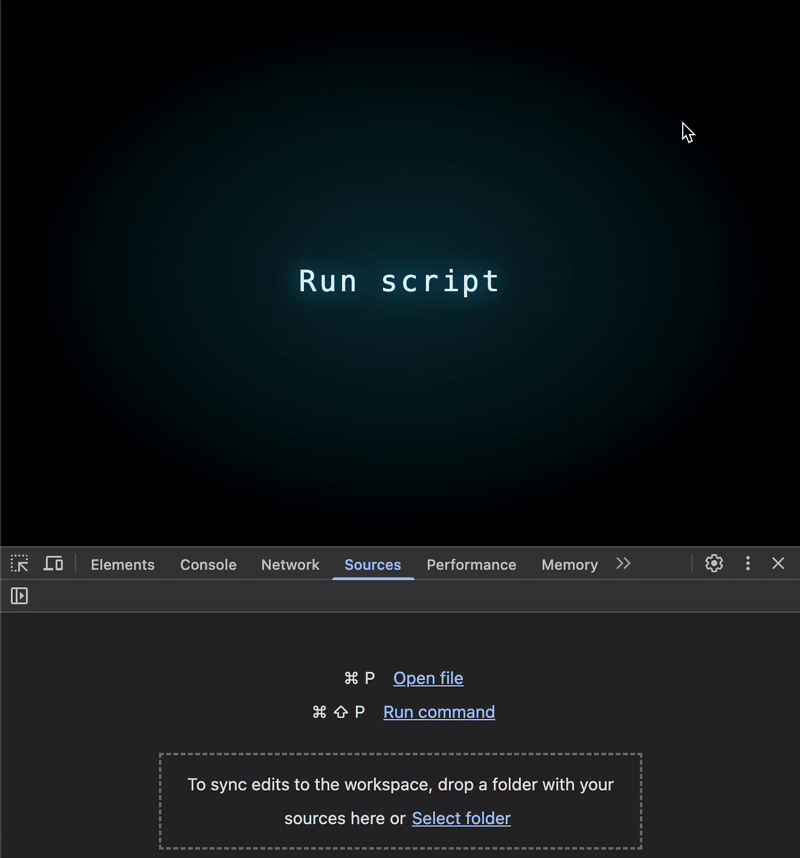 Run script
Elements Console Network Sources Performance Memory
⌘ P Open file
⌘ ⇧ P Run command
To sync edits to the workspace, drop a folder with your
sources here or Select folder